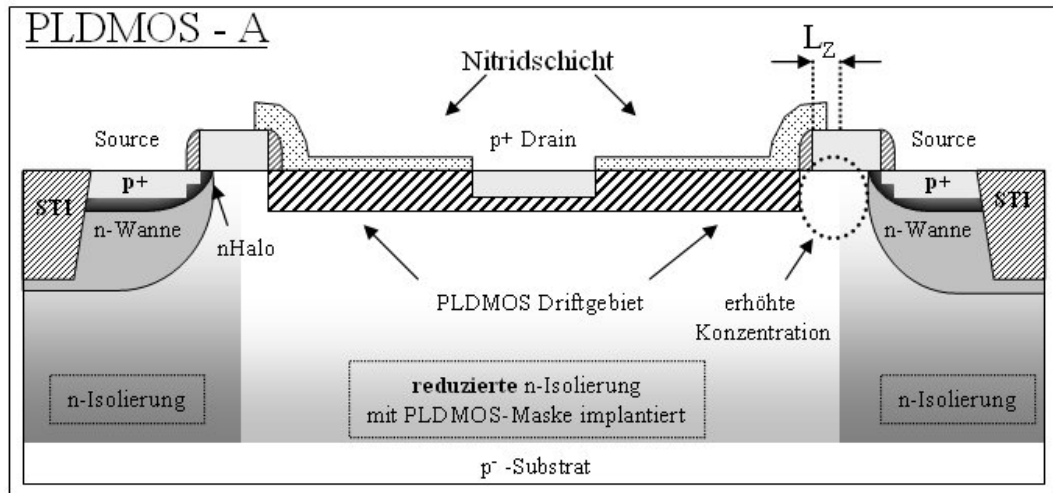 PLDMOS - A
L_Z
Nitridschicht
Source
p+ Drain
Source
p+
p+
STI
STI
n-Wanne
n-Wanne
nHalo
PLDMOS Driftgebiet
erhöhte
Konzentration
n-Isolierung
reduzierte n-Isolierung
mit PLDMOS-Maske implantiert
n-Isolierung
p⁻ -Substrat